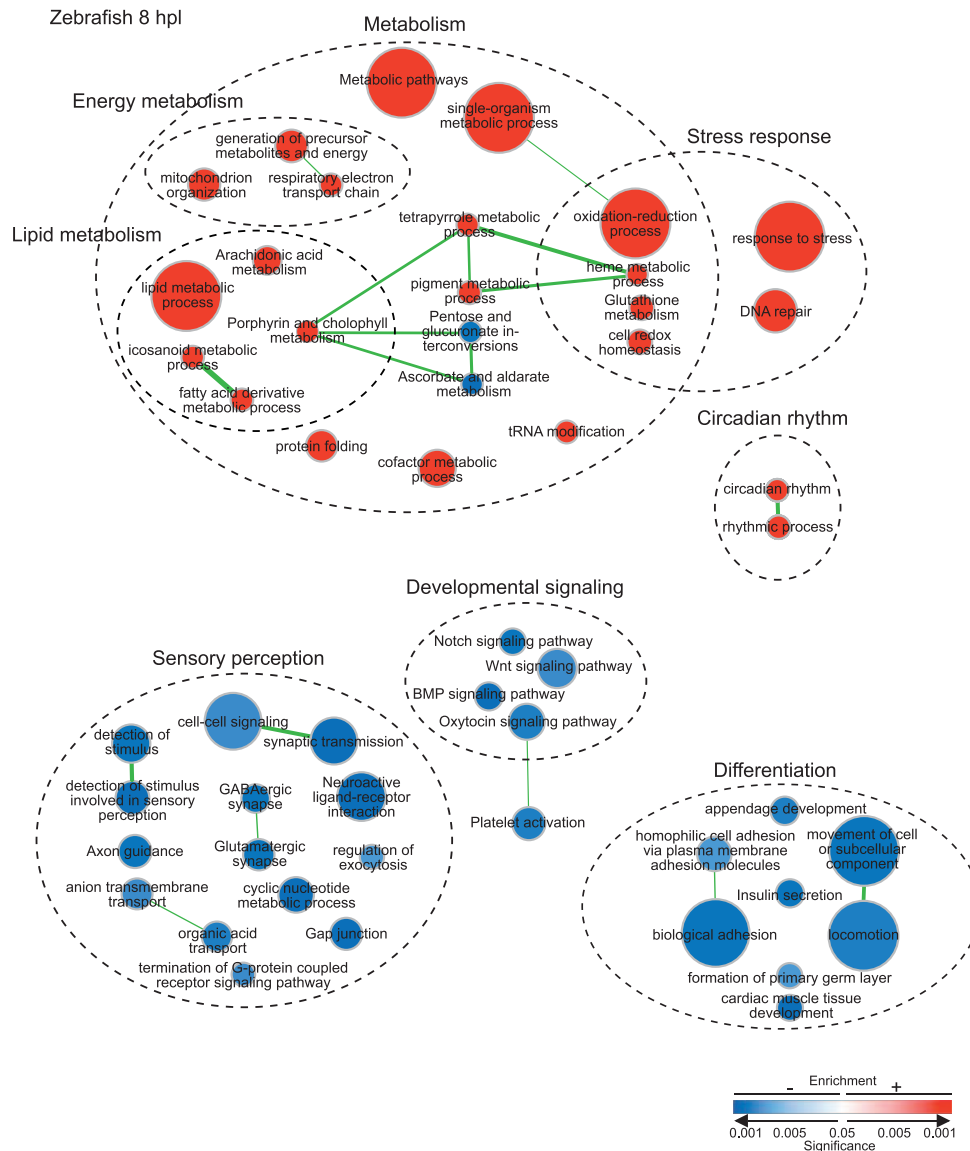 Zebrafish 8 hpl
Metabolism
Metabolic pathways
single-organism
metabolic process
Energy metabolism
generation of precursor
metabolites and energy
mitochondrion
organization
respiratory electron
transport chain
Stress response
oxidation-reduction
process
response to stress
heme metabolic
process
Glutathione
metabolism
cell redox
homeostasis
DNA repair
tetrapyrrole metabolic
process
pigment metabolic
process
Pentose and
glucuronate in-
terconversions
Ascorbate and aldarate
metabolism
Lipid metabolism
Arachidonic acid
metabolism
lipid metabolic
process
Porphyrin and cholophyll
metabolism
icosanoid metabolic
process
fatty acid derivative
metabolic process
protein folding
cofactor metabolic
process
tRNA modification
Circadian rhythm
circadian rhythm
rhythmic process
Developmental signaling
Notch signaling pathway
Wnt signaling pathway
BMP signaling pathway
Oxytocin signaling pathway
Platelet activation
Sensory perception
cell-cell signaling
synaptic transmission
detection of
stimulus
detection of stimulus
involved in sensory
perception
GABAergic
synapse
Neuroactive
ligand-receptor
interaction
Axon guidance
Glutamatergic
synapse
regulation of
exocytosis
anion transmembrane
transport
cyclic nucleotide
metabolic process
organic acid
transport
Gap junction
termination of G-protein coupled
receptor signaling pathway
Differentiation
appendage development
homophilic cell adhesion
via plasma membrane
adhesion molecules
movement of cell
or subcellular
component
Insulin secretion
biological adhesion
locomotion
formation of primary germ layer
cardiac muscle tissue
development
- Enrichment +
0.001 0.005 0.05 0.005 0.001
Significance